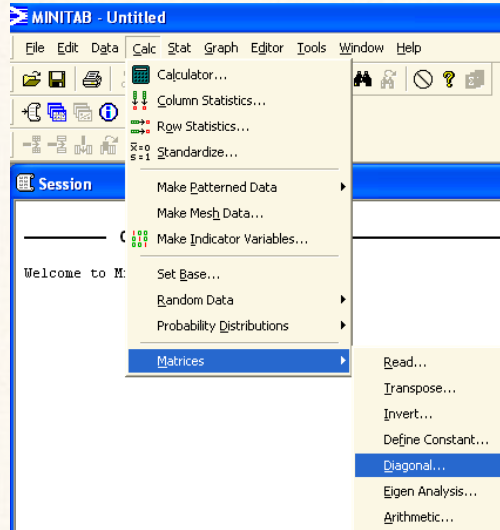 MINITAB - Untitled
File Edit Data Calc Stat Graph Editor Tools Window Help
Calculator...
Column Statistics...
Row Statistics...
x=0
s=1 Standardize...
Session
Make Patterned Data
Make Mesh Data...
Make Indicator Variables...
Welcome to M
Set Base...
Random Data
Probability Distributions
Matrices
Read...
Transpose...
Invert...
Define Constant...
Diagonal...
Eigen Analysis...
Arithmetic...